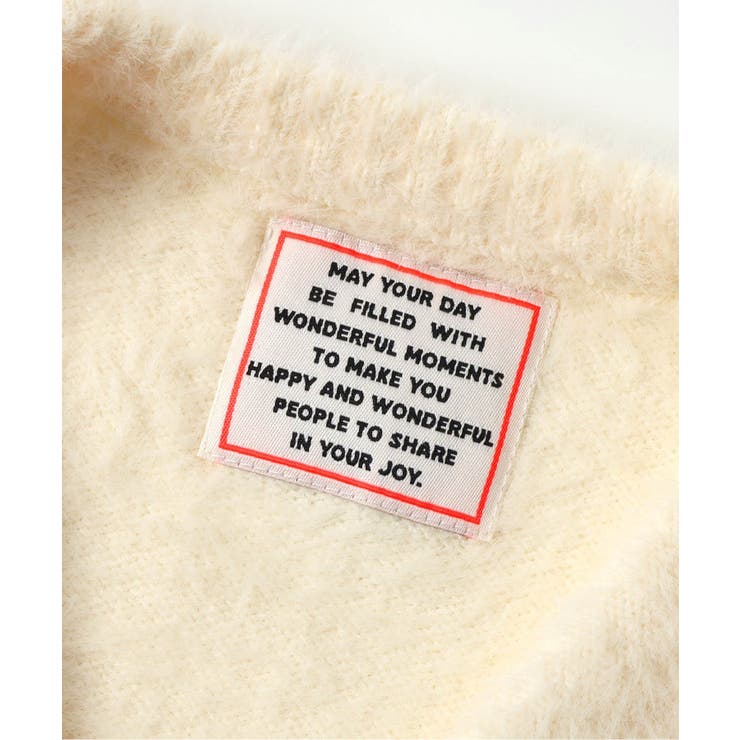 MAY YOUR DAY
BE FILLED WITH
WONDERFUL MOMENTS
TO MAKE YOU
HAPPY AND WONDERFUL
PEOPLE TO SHARE
IN YOUR JOY.